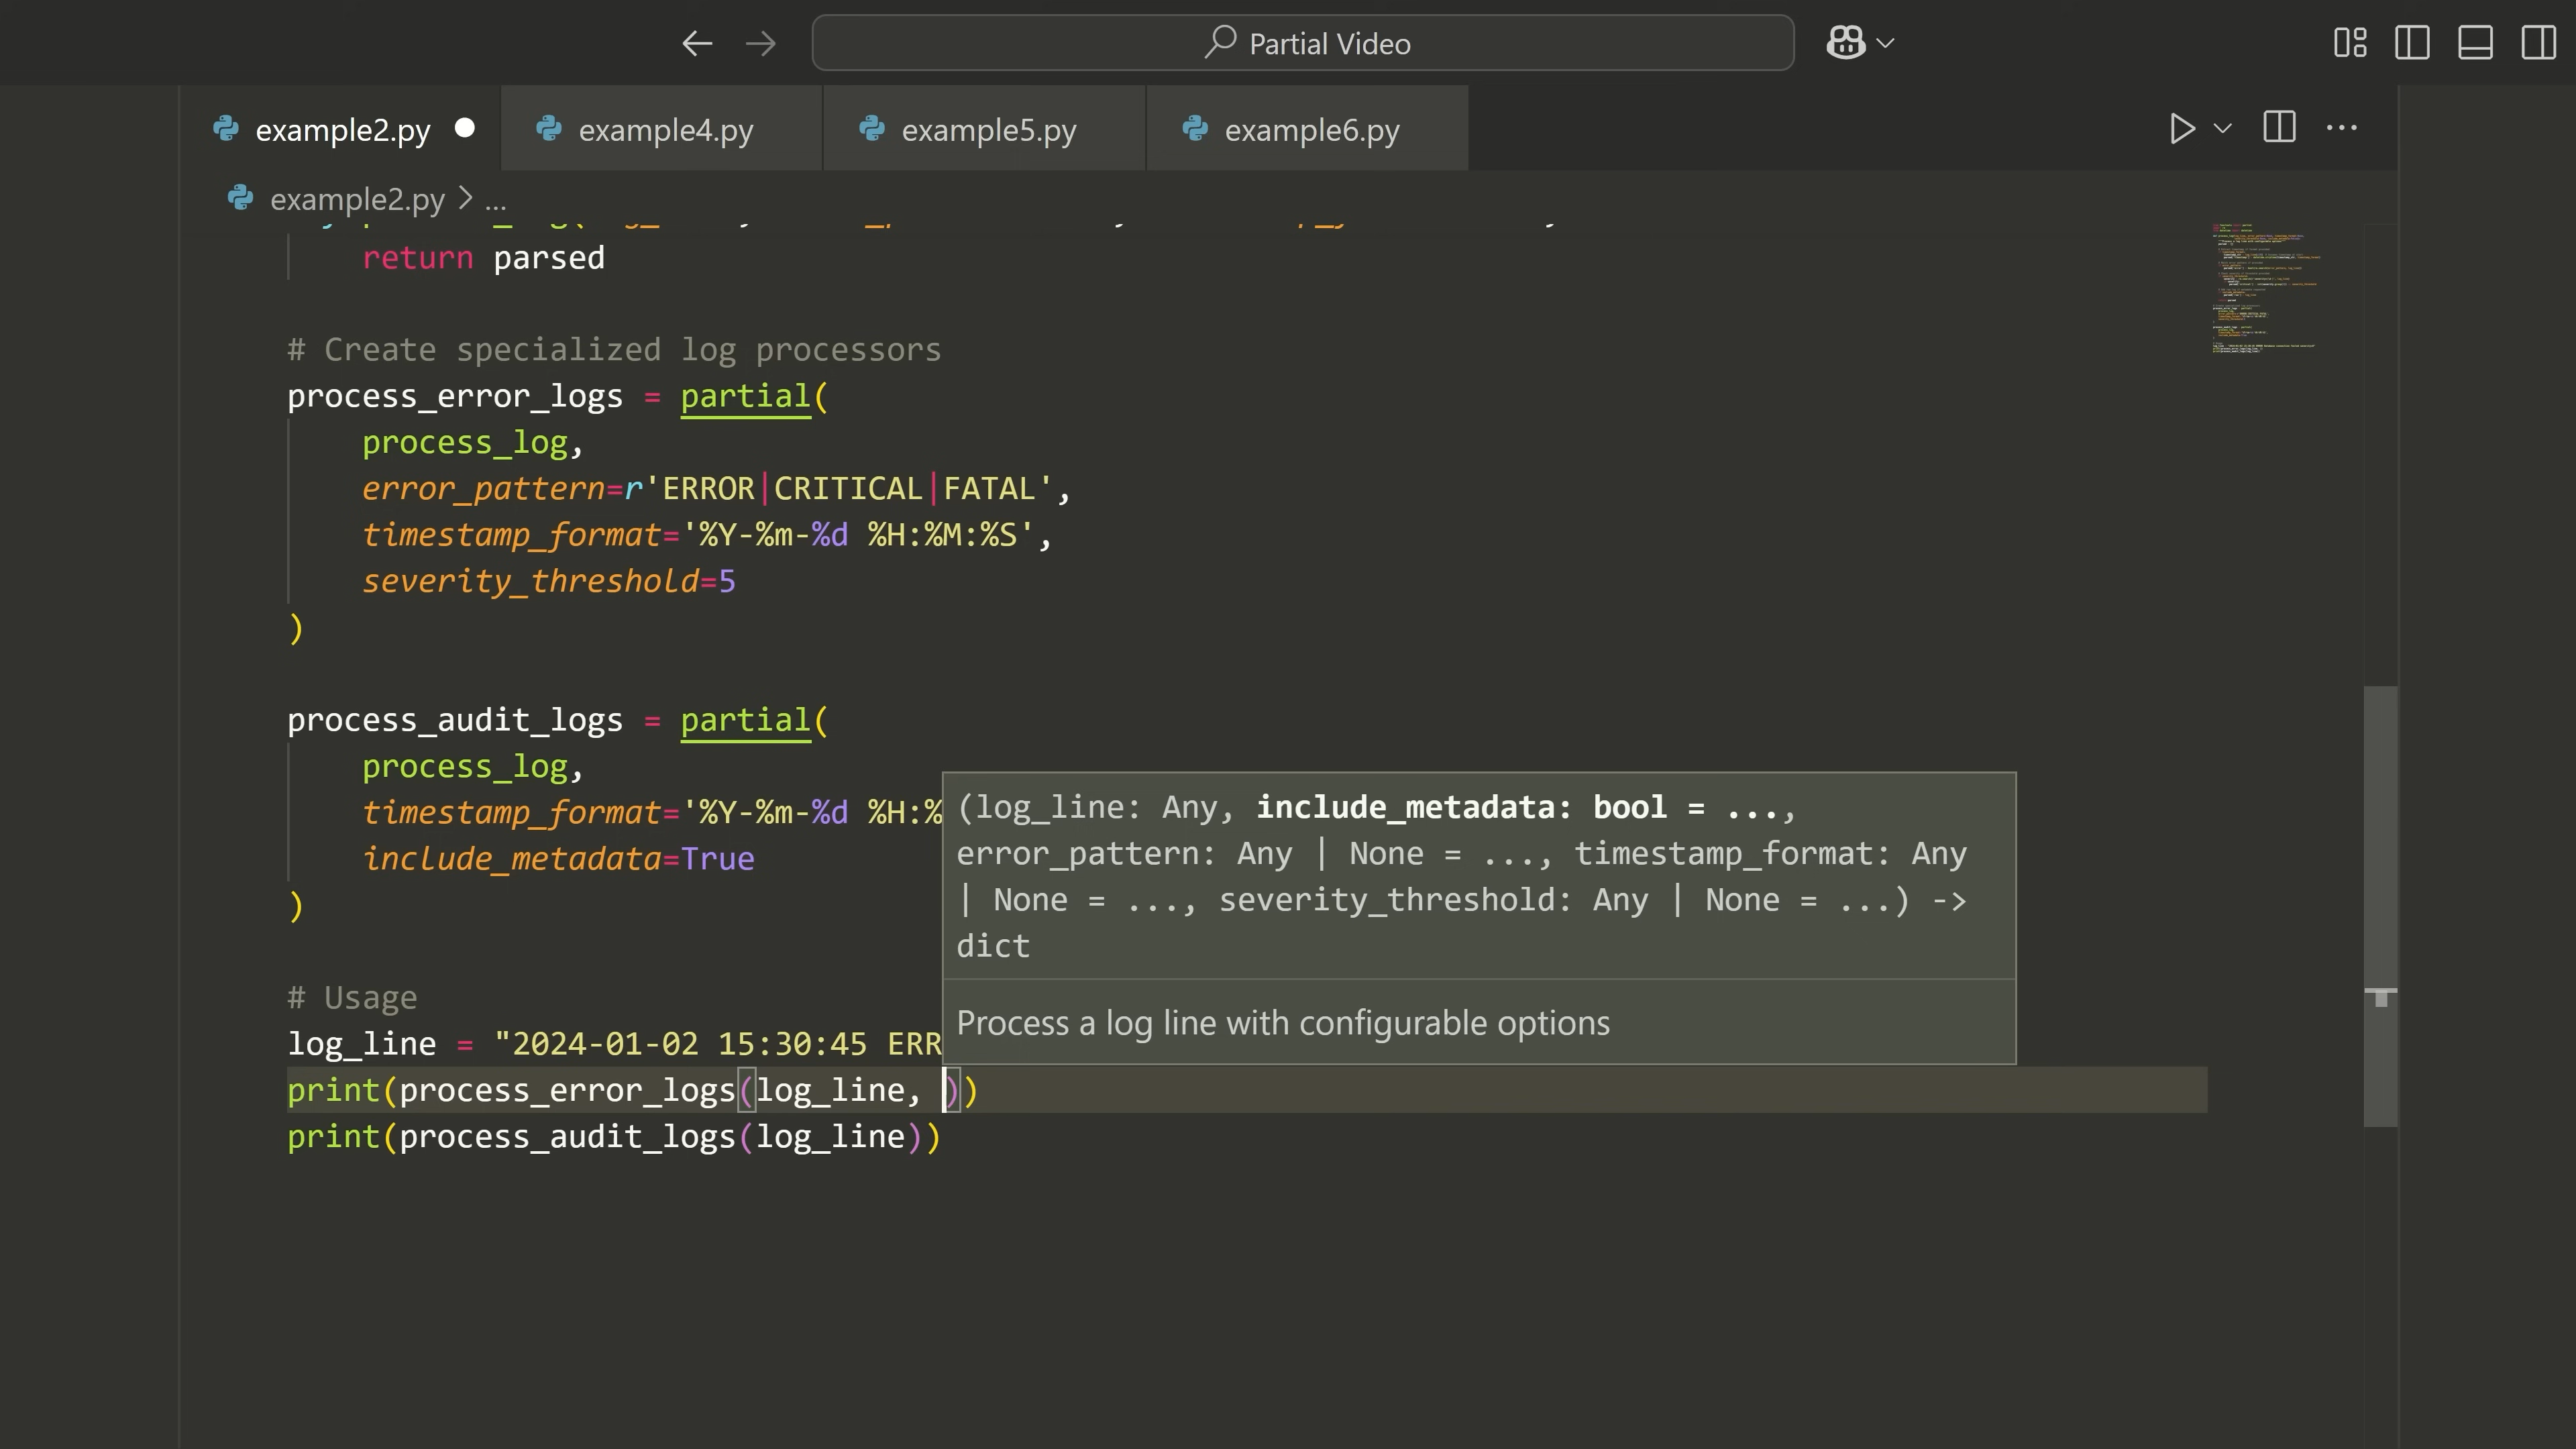 Partial Video
example2.py
example4.py
example5.py
example6.py
example2.py > ...
return parsed
# Create specialized log processors
process_error_logs = partial(
process_log,
error_pattern=r'ERROR|CRITICAL|FATAL',
timestamp_format='%Y-%m-%d %H:%M:%S',
severity_threshold=5
)
process_audit_logs = partial(
process_log,
timestamp_format='%Y-%m-%d %H:%
include_metadata=True
)
(log_line: Any, include_metadata: bool = ...,
error_pattern: Any | None = ..., timestamp_format: Any
| None = ..., severity_threshold: Any | None = ...) ->
dict
Process a log line with configurable options
# Usage
log_line = "2024-01-02 15:30:45 ERR
print(process_error_logs(log_line, ))
print(process_audit_logs(log_line))